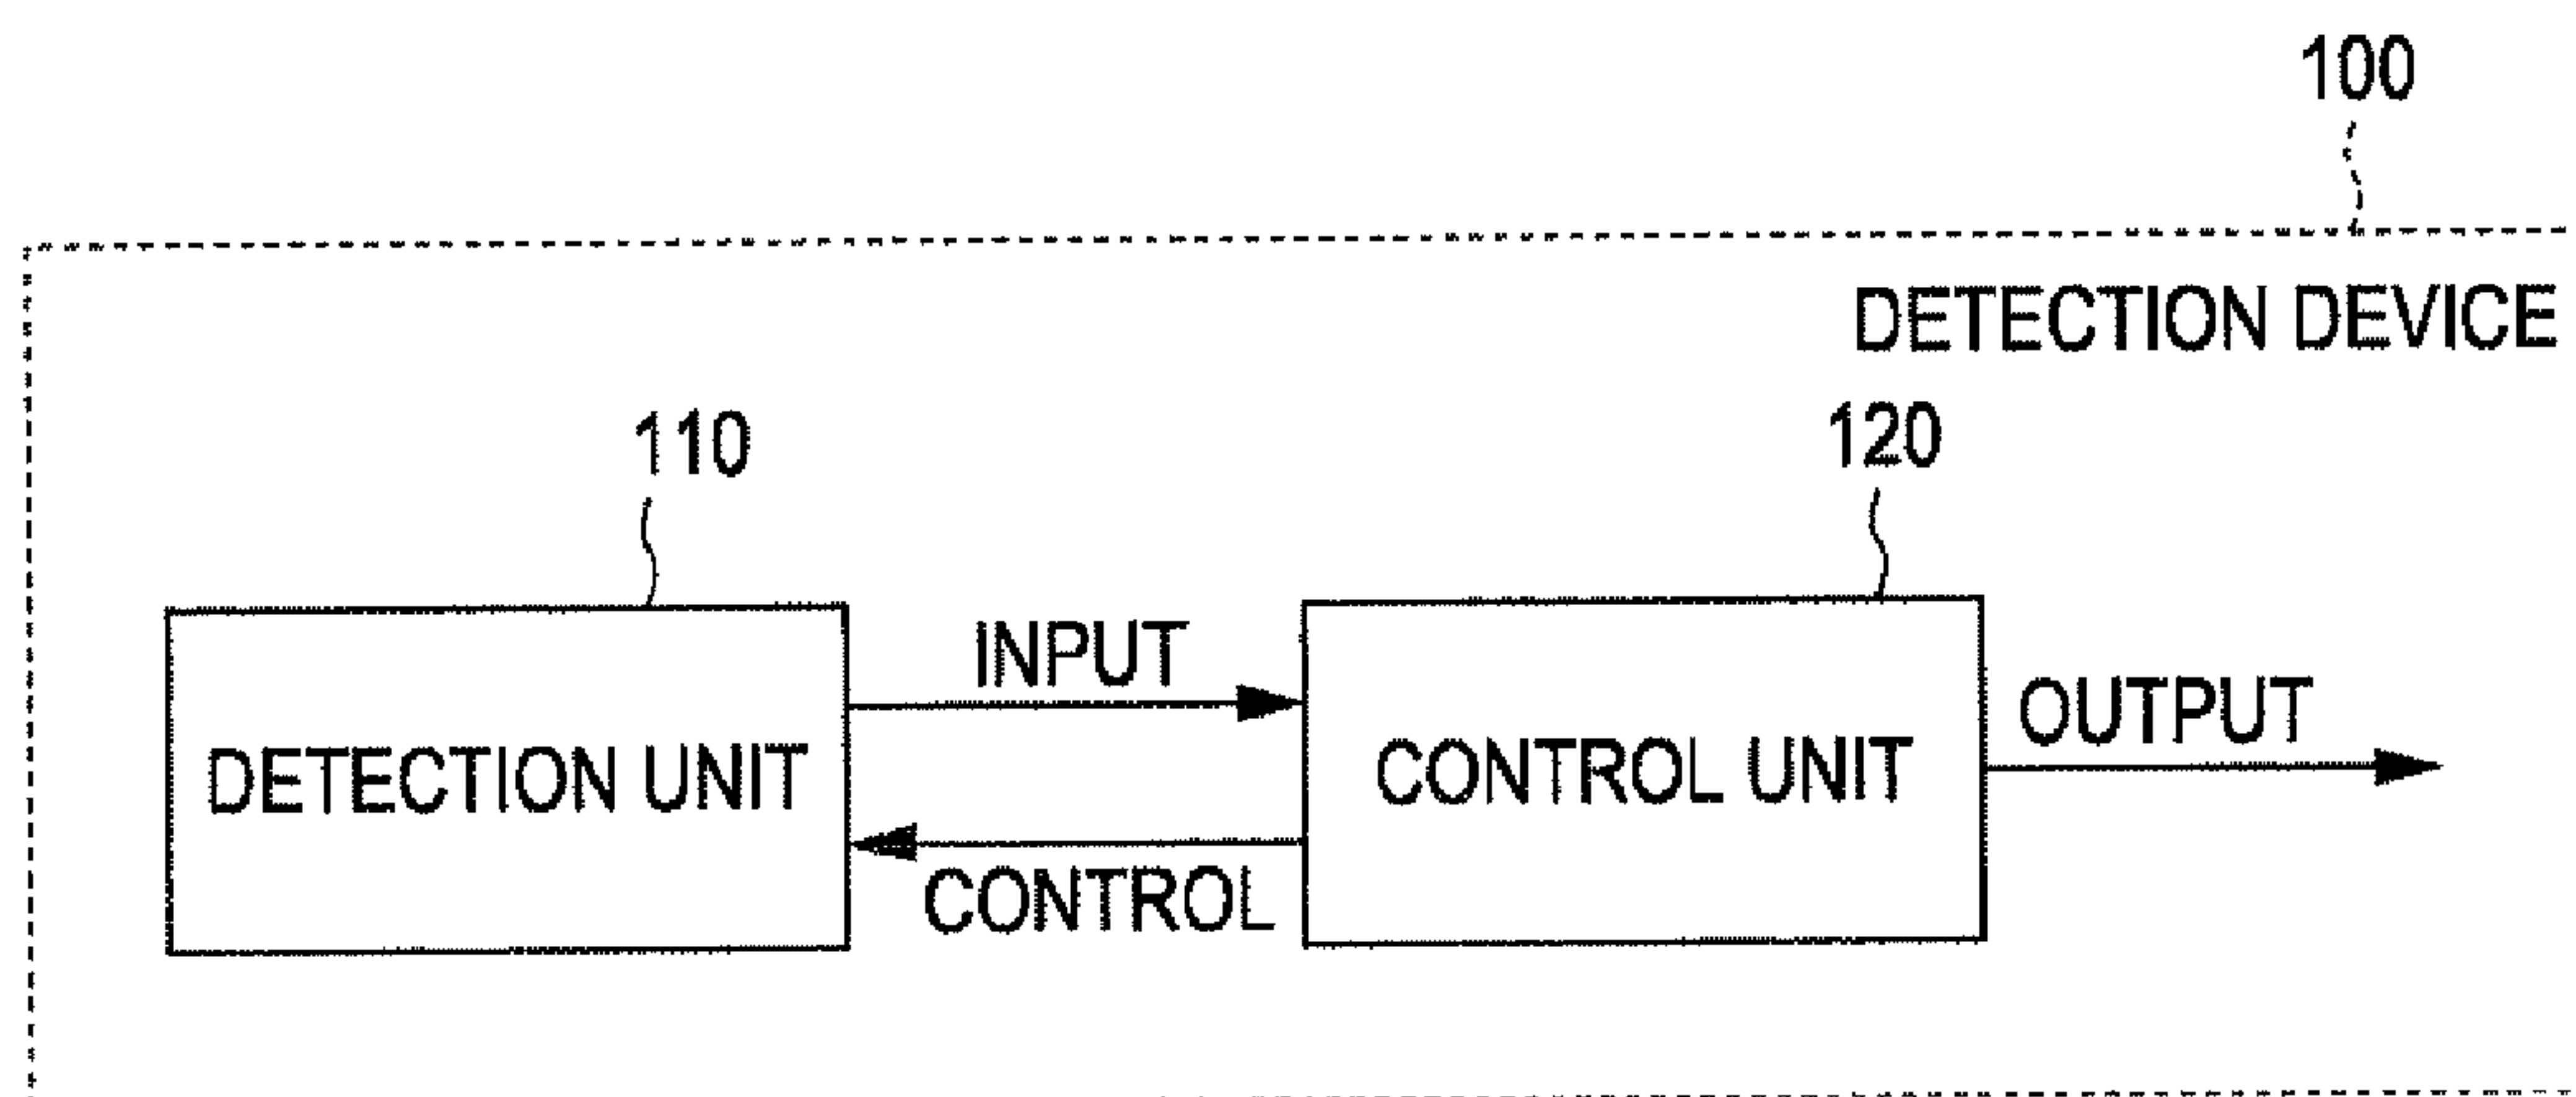 100
DETECTION DEVICE
110
120
INPUT
OUTPUT
DETECTION UNIT
CONTROL UNIT
CONTROL